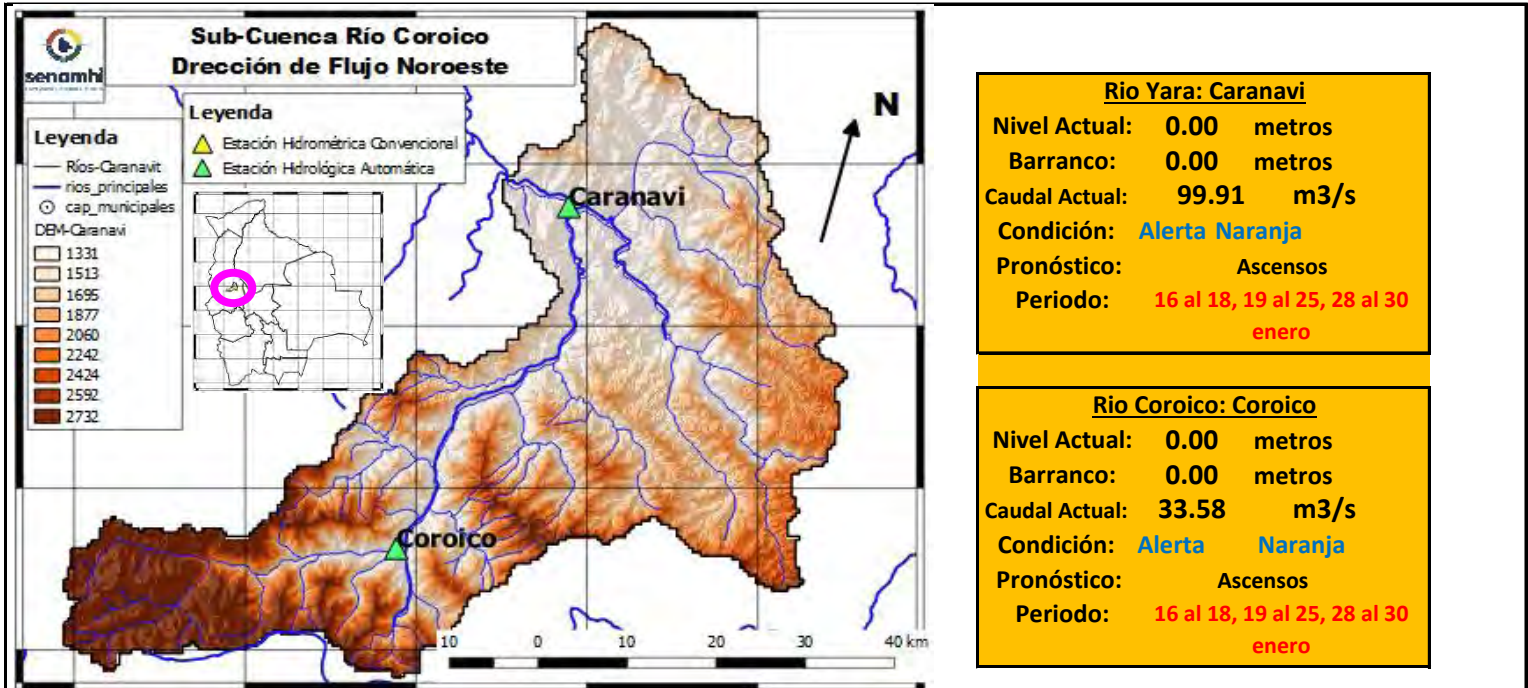 Sub-Cuenca Río Coroico
Drección de Flujo Noroeste
senamhi
Leyenda
Estación Hidrométrica Convencional
Estación Hidrológica Automática
Leyenda
Ríos-Caranavit
rios_principales
cap_municipales
DEM-Caranavi
1331
1513
1695
1877
2060
2242
2424
2592
2732
N
Caranavi
Coroico
10 0 10 20 30 40 km
Rio Yara: Caranavi
Nivel Actual: 0.00 metros
Barranco: 0.00 metros
Caudal Actual: 99.91 m3/s
Condición: Alerta Naranja
Pronóstico: Ascensos
Periodo: 16 al 18, 19 al 25, 28 al 30
enero
Rio Coroico: Coroico
Nivel Actual: 0.00 metros
Barranco: 0.00 metros
Caudal Actual: 33.58 m3/s
Condición: Alerta Naranja
Pronóstico: Ascensos
Periodo: 16 al 18, 19 al 25, 28 al 30
enero